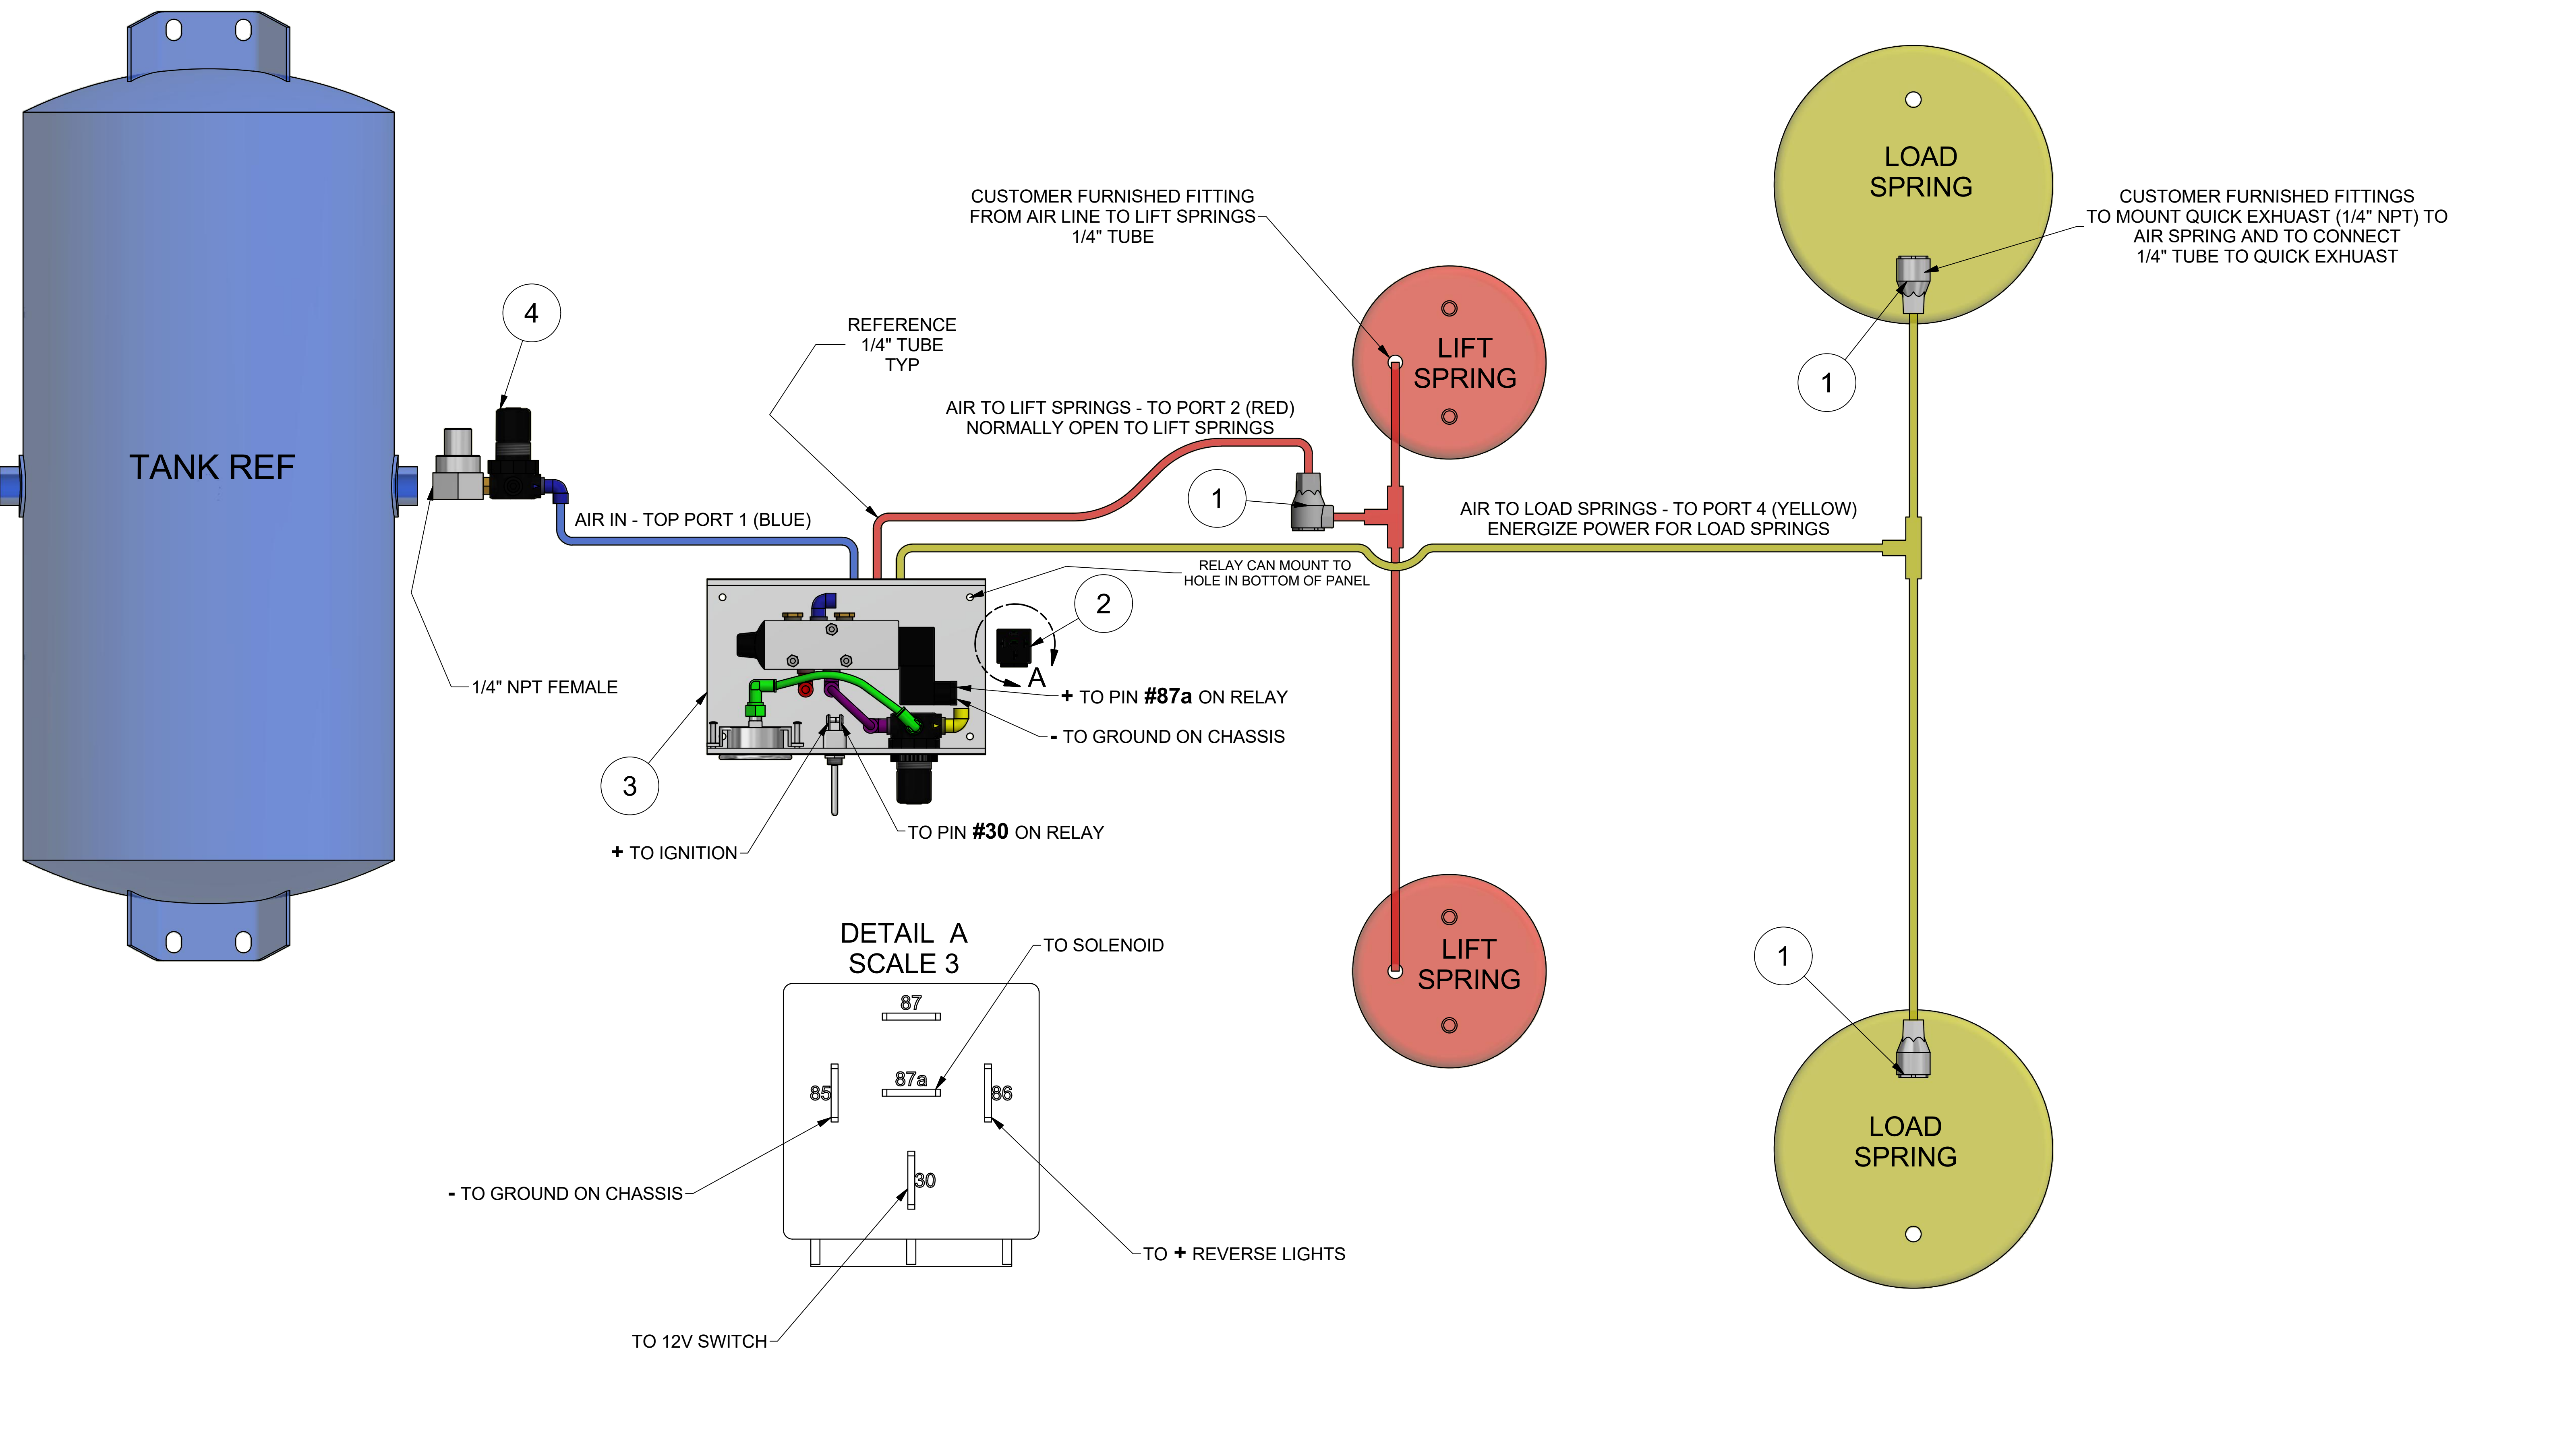 TANK REF
4
1/4" NPT FEMALE
AIR IN - TOP PORT 1 (BLUE)
REFERENCE
1/4" TUBE
TYP
CUSTOMER FURNISHED FITTING
FROM AIR LINE TO LIFT SPRINGS
1/4" TUBE
AIR TO LIFT SPRINGS - TO PORT 2 (RED)
NORMALLY OPEN TO LIFT SPRINGS
1
LIFT
SPRING
LOAD
SPRING
CUSTOMER FURNISHED FITTINGS
TO MOUNT QUICK EXHUAST (1/4" NPT) TO
AIR SPRING AND TO CONNECT
1/4" TUBE TO QUICK EXHUAST
1
AIR TO LOAD SPRINGS - TO PORT 4 (YELLOW)
ENERGIZE POWER FOR LOAD SPRINGS
RELAY CAN MOUNT TO
HOLE IN BOTTOM OF PANEL
2
A
+ TO PIN #87a ON RELAY
- TO GROUND ON CHASSIS
3
TO PIN #30 ON RELAY
+ TO IGNITION
LIFT
SPRING
1
LOAD
SPRING
DETAIL A
SCALE 3
TO SOLENOID
87
87a
85
86
30
- TO GROUND ON CHASSIS
TO + REVERSE LIGHTS
TO 12V SWITCH